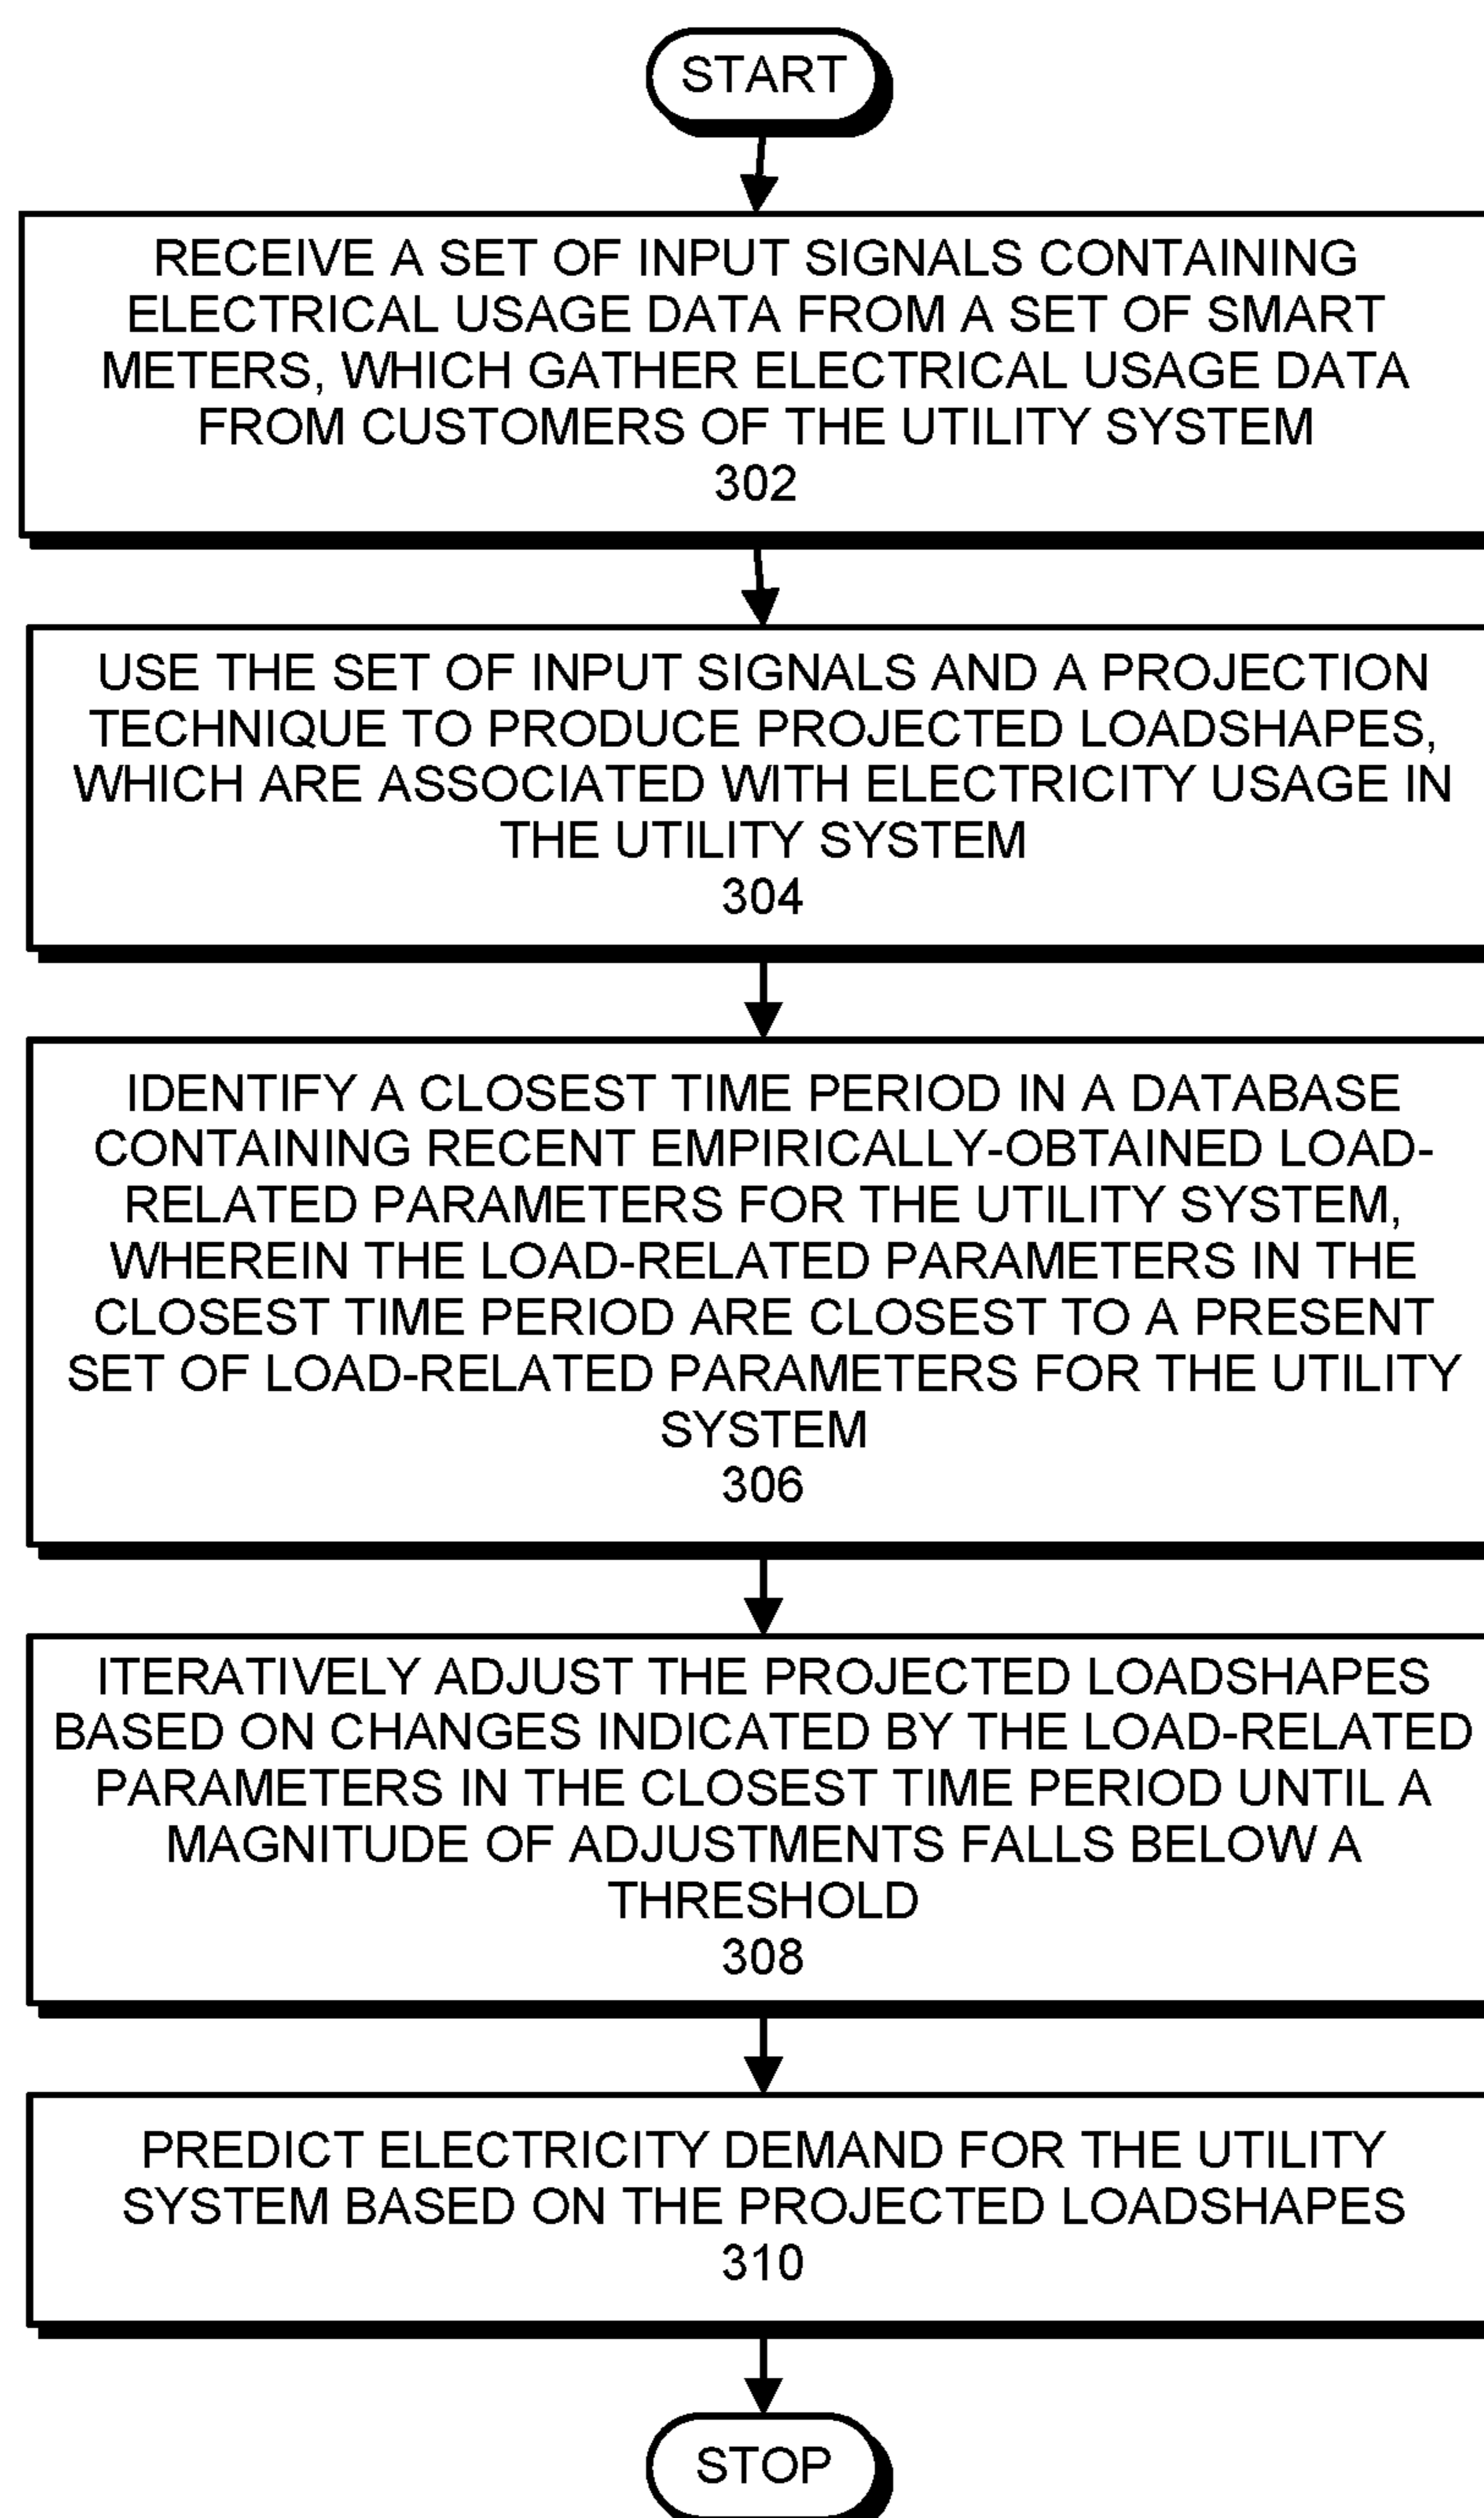 START
RECEIVE A SET OF INPUT SIGNALS CONTAINING
ELECTRICAL USAGE DATA FROM A SET OF SMART
METERS, WHICH GATHER ELECTRICAL USAGE DATA
FROM CUSTOMERS OF THE UTILITY SYSTEM
302
USE THE SET OF INPUT SIGNALS AND A PROJECTION
TECHNIQUE TO PRODUCE PROJECTED LOADSHAPES,
WHICH ARE ASSOCIATED WITH ELECTRICITY USAGE IN
THE UTILITY SYSTEM
304
IDENTIFY A CLOSEST TIME PERIOD IN A DATABASE
CONTAINING RECENT EMPIRICALLY-OBTAINED LOAD-
RELATED PARAMETERS FOR THE UTILITY SYSTEM,
WHEREIN THE LOAD-RELATED PARAMETERS IN THE
CLOSEST TIME PERIOD ARE CLOSEST TO A PRESENT
SET OF LOAD-RELATED PARAMETERS FOR THE UTILITY
SYSTEM
306
ITERATIVELY ADJUST THE PROJECTED LOADSHAPES
BASED ON CHANGES INDICATED BY THE LOAD-RELATED
PARAMETERS IN THE CLOSEST TIME PERIOD UNTIL A
MAGNITUDE OF ADJUSTMENTS FALLS BELOW A
THRESHOLD
308
PREDICT ELECTRICITY DEMAND FOR THE UTILITY
SYSTEM BASED ON THE PROJECTED LOADSHAPES
310
STOP